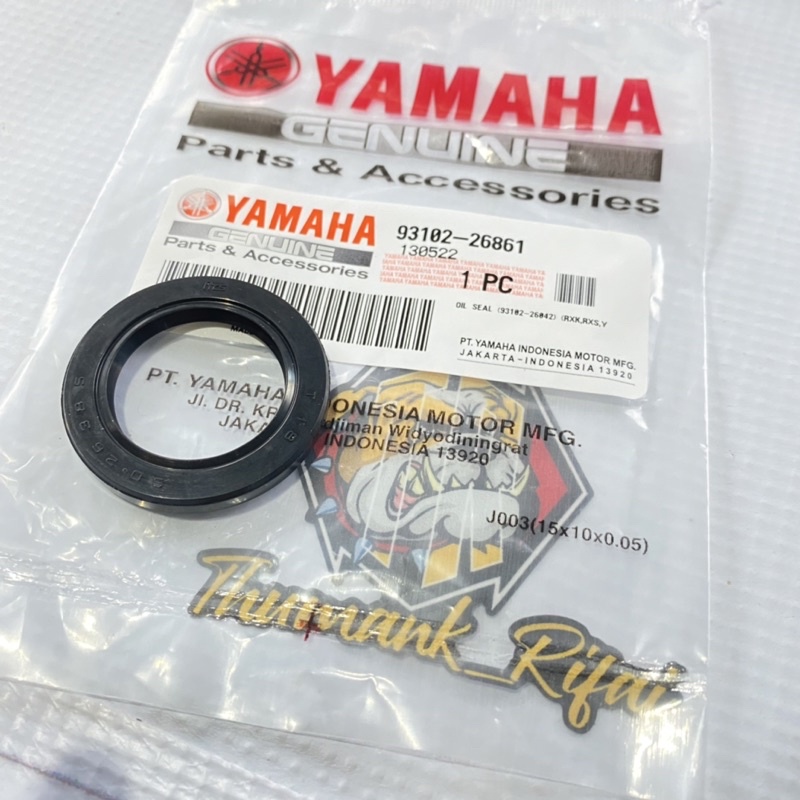 YAMAHA
GENUINE
Parts & Accessories
YAMAHA
GENUINE
Parts & Accessories
93102-26861
130522
1 PC
OIL SEAL (93102-26042) (RXK,RXS,Y
PT. YAMAHA INDONESIA MOTOR MFG.
JAKARTA-INDONESIA 13920
PT. YAMAHA ONESIA MOTOR MFG.
Jl. DR. KR djiman Widyodiningrat
JAKA INDONESIA 13920
J003(15x10x0.05)
Thumank_Rifai